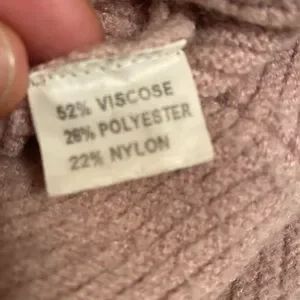 52% VISCOSE
26% POLYESTER
22% NYLON